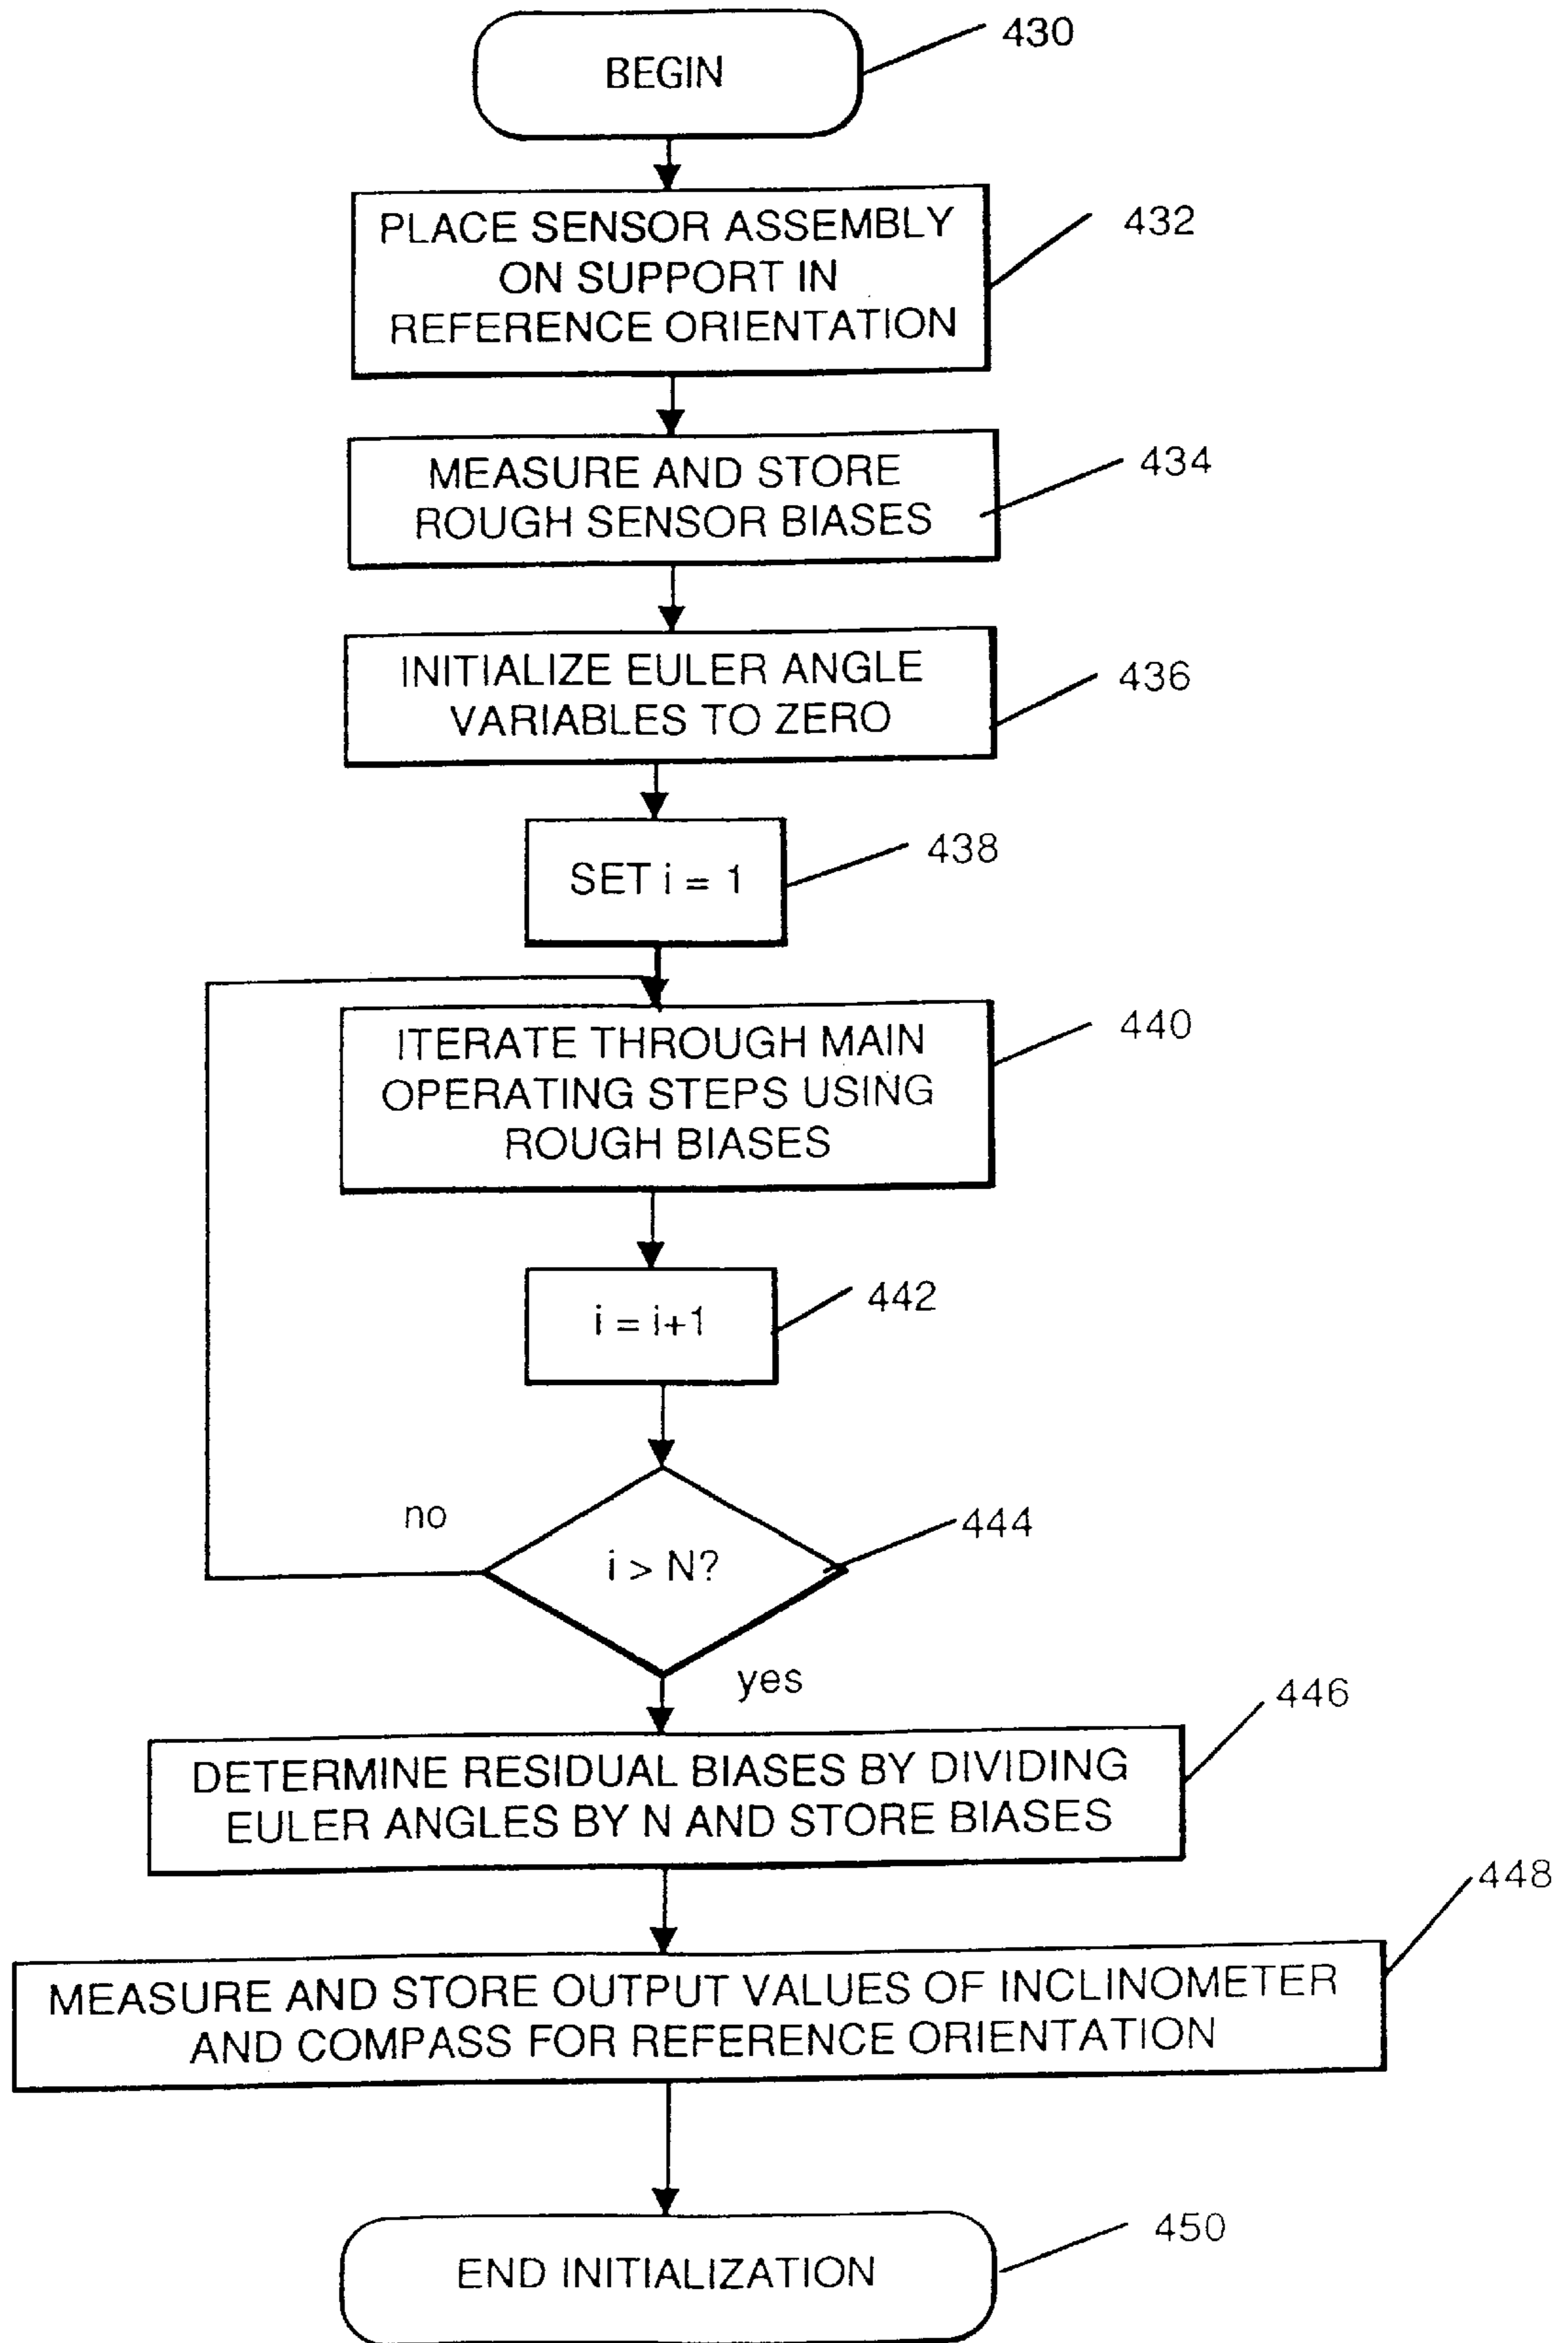 BEGIN
430
PLACE SENSOR ASSEMBLY
ON SUPPORT IN
REFERENCE ORIENTATION
432
MEASURE AND STORE
ROUGH SENSOR BIASES
434
INITIALIZE EULER ANGLE
VARIABLES TO ZERO
436
SET i = 1
438
ITERATE THROUGH MAIN
OPERATING STEPS USING
ROUGH BIASES
440
i = i+1
442
no
i > N?
444
yes
DETERMINE RESIDUAL BIASES BY DIVIDING
EULER ANGLES BY N AND STORE BIASES
446
MEASURE AND STORE OUTPUT VALUES OF INCLINOMETER
AND COMPASS FOR REFERENCE ORIENTATION
448
END INITIALIZATION
450